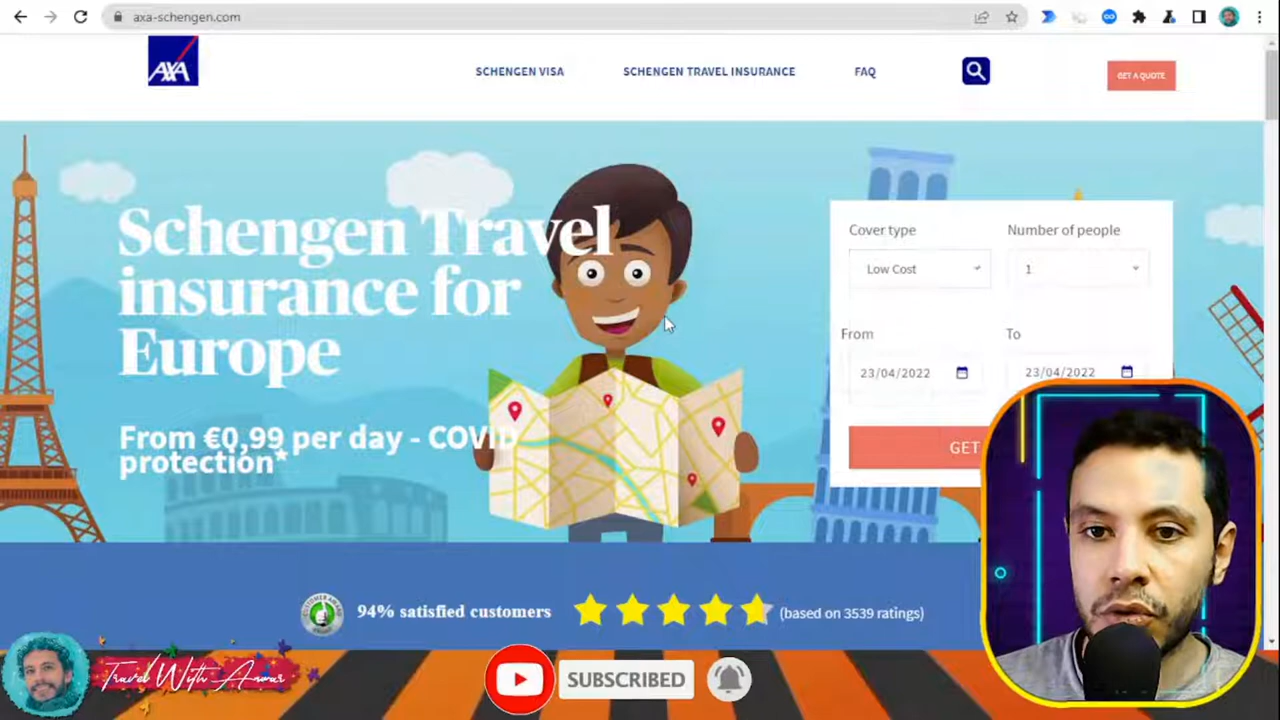 axa-schengen.com
AXA
SCHENGEN VISA
SCHENGEN TRAVEL INSURANCE
FAQ
GET A QUOTE
Schengen Travel
insurance for
Europe
From €0,99 per day - COVID
protection*
Cover type
Number of people
Low Cost
1
From
To
23/04/2022
23/04/2022
GET
94% satisfied customers
(based on 3539 ratings)
Travel With Anwar
SUBSCRIBED